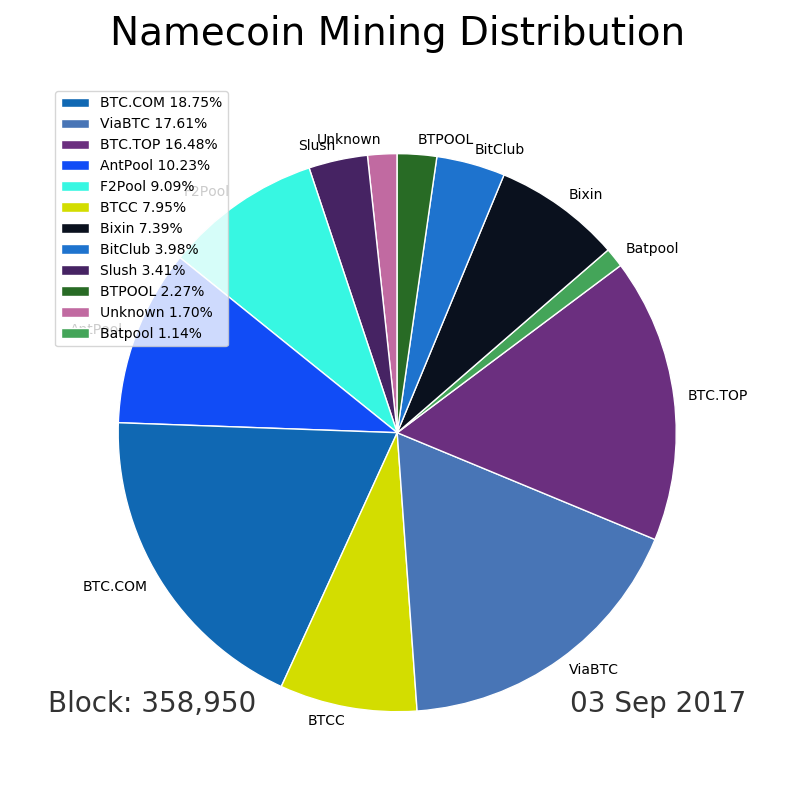 Namecoin Mining Distribution
BTC.COM 18.75%
ViaBTC 17.61%
BTC.TOP 16.48%
AntPool 10.23%
F2Pool 9.09%
BTCC 7.95%
Bixin 7.39%
BitClub 3.98%
Slush 3.41%
BTPOOL 2.27%
Unknown 1.70%
Batpool 1.14%
Unknown
BTPOOL
Slush
BitClub
F2Pool
Bixin
Batpool
AntPool
BTC.TOP
BTC.COM
ViaBTC
BTCC
Block: 358,950
03 Sep 2017